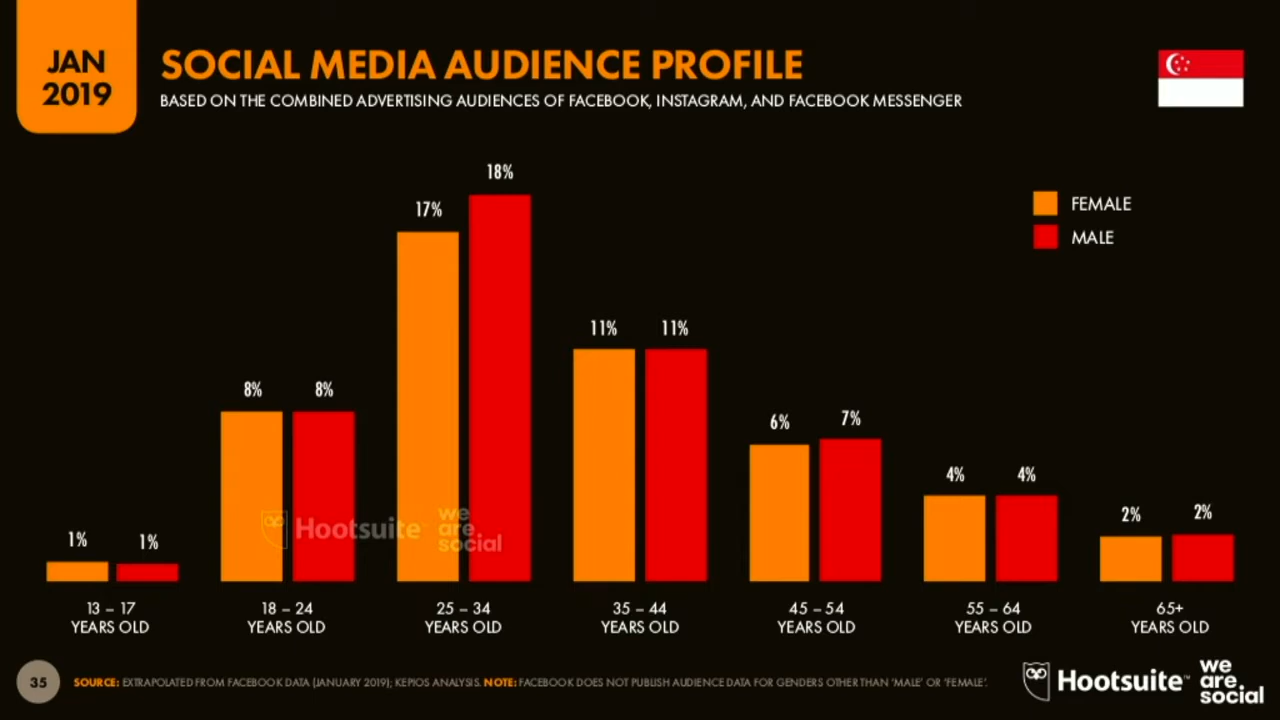 JAN
2019
SOCIAL MEDIA AUDIENCE PROFILE
BASED ON THE COMBINED ADVERTISING AUDIENCES OF FACEBOOK, INSTAGRAM, AND FACEBOOK MESSENGER
FEMALE
MALE
1%
1%
8%
8%
17%
18%
11%
11%
6%
7%
4%
4%
2%
2%
Hootsuite™
we
are
social
13 – 17
YEARS OLD
18 – 24
YEARS OLD
25 – 34
YEARS OLD
35 – 44
YEARS OLD
45 – 54
YEARS OLD
55 – 64
YEARS OLD
65+
YEARS OLD
35
SOURCE: EXTRAPOLATED FROM FACEBOOK DATA (JANUARY 2019); KEPIOS ANALYSIS. NOTE: FACEBOOK DOES NOT PUBLISH AUDIENCE DATA FOR GENDERS OTHER THAN ‘MALE’ OR ‘FEMALE’.
Hootsuite™
we
are
social